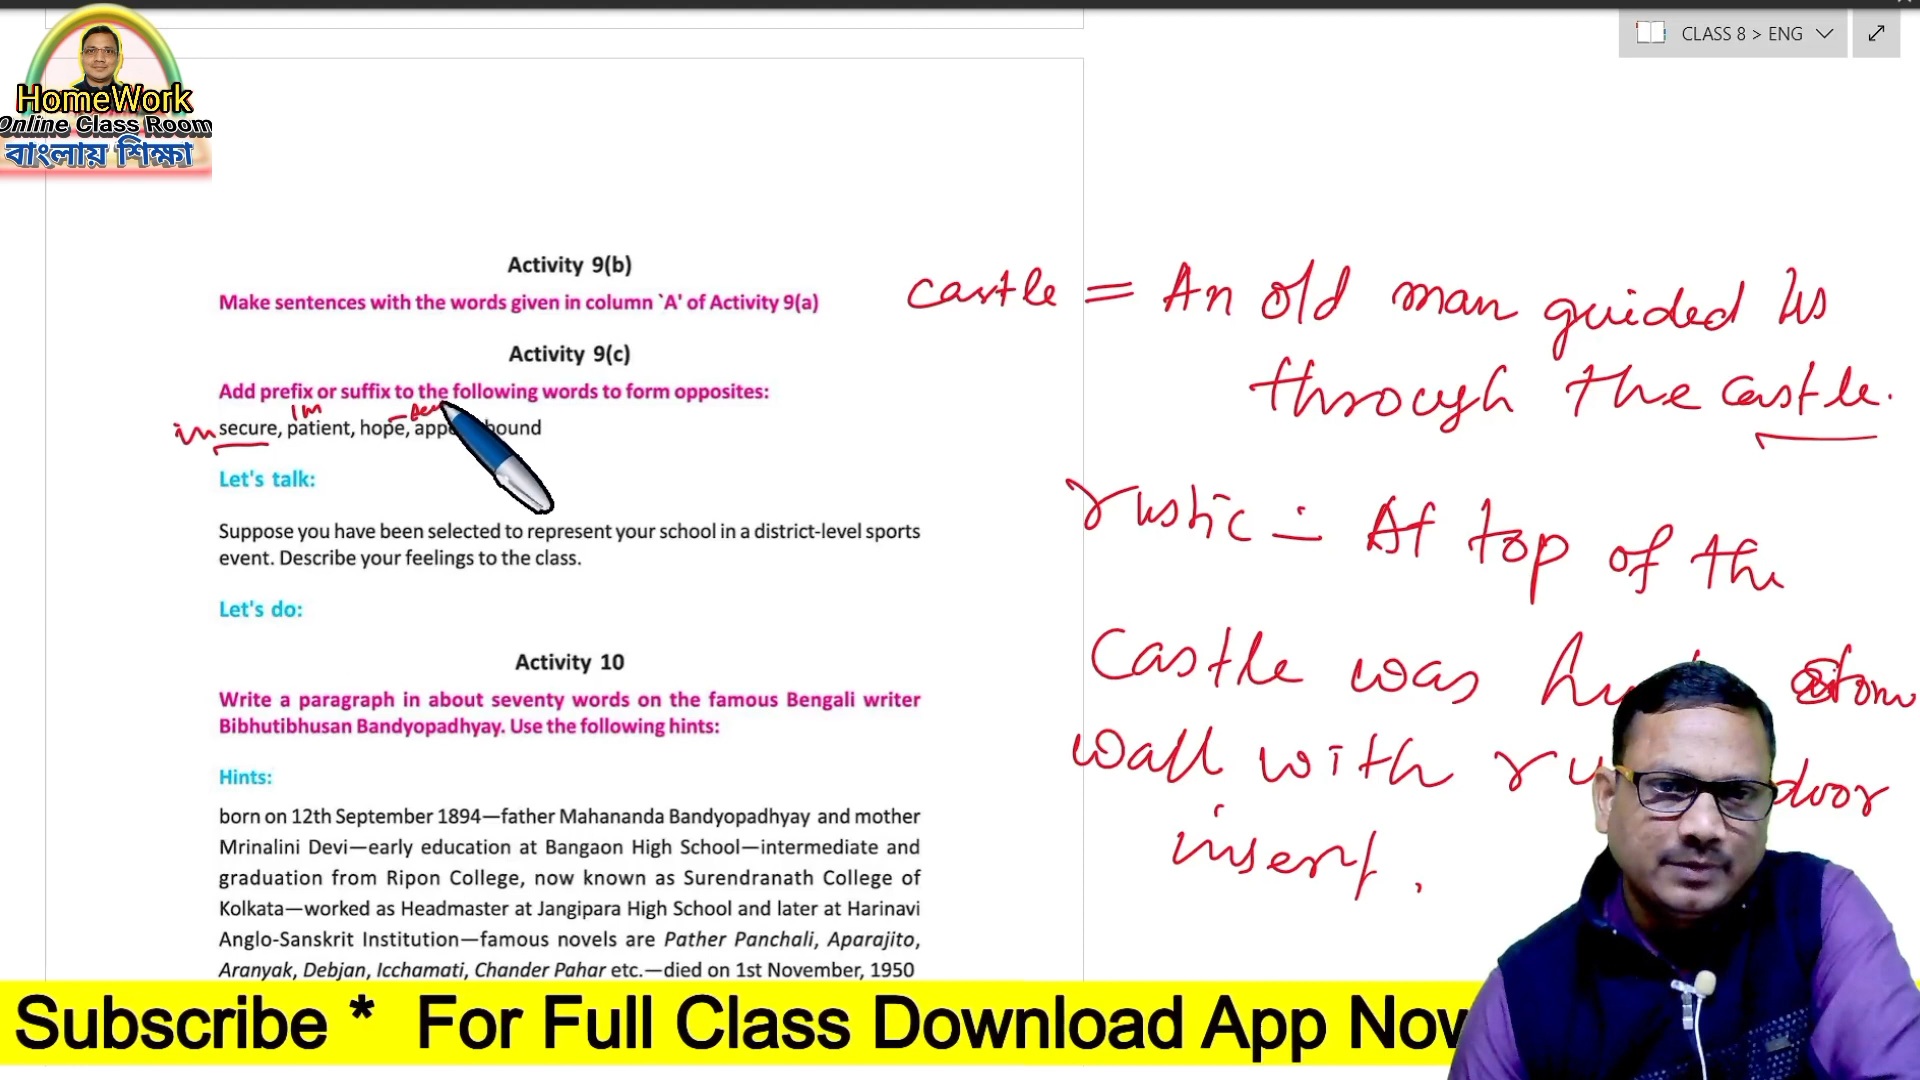 CLASS 8 > ENG
HomeWork
Online Class Room
বাংলায় শিক্ষা
Activity 9(b)
Make sentences with the words given in column `A' of Activity 9(a)
Activity 9(c)
Add prefix or suffix to the following words to form opposites:
im
in secure, patient, hope, bound
Let's talk:
Suppose you have been selected to represent your school in a district-level sports
event. Describe your feelings to the class.
Let's do:
Activity 10
Write a paragraph in about seventy words on the famous Bengali writer
Bibhutibhusan Bandyopadhyay. Use the following hints:
Hints:
born on 12th September 1894—father Mahananda Bandyopadhyay and mother
Mrinalini Devi—early education at Bangaon High School—intermediate and
graduation from Ripon College, now known as Surendranath College of
Kolkata—worked as Headmaster at Jangipara High School and later at Harinavi
Anglo-Sanskrit Institution—famous novels are Pather Panchali, Aparajito,
Aranyak, Debjan, Icchamati, Chander Pahar etc.—died on 1st November, 1950
castle = An old man guided us
through the castle.
rustic = At top of the
castle was
wall with door
insert.
Subscribe * For Full Class Download App Now